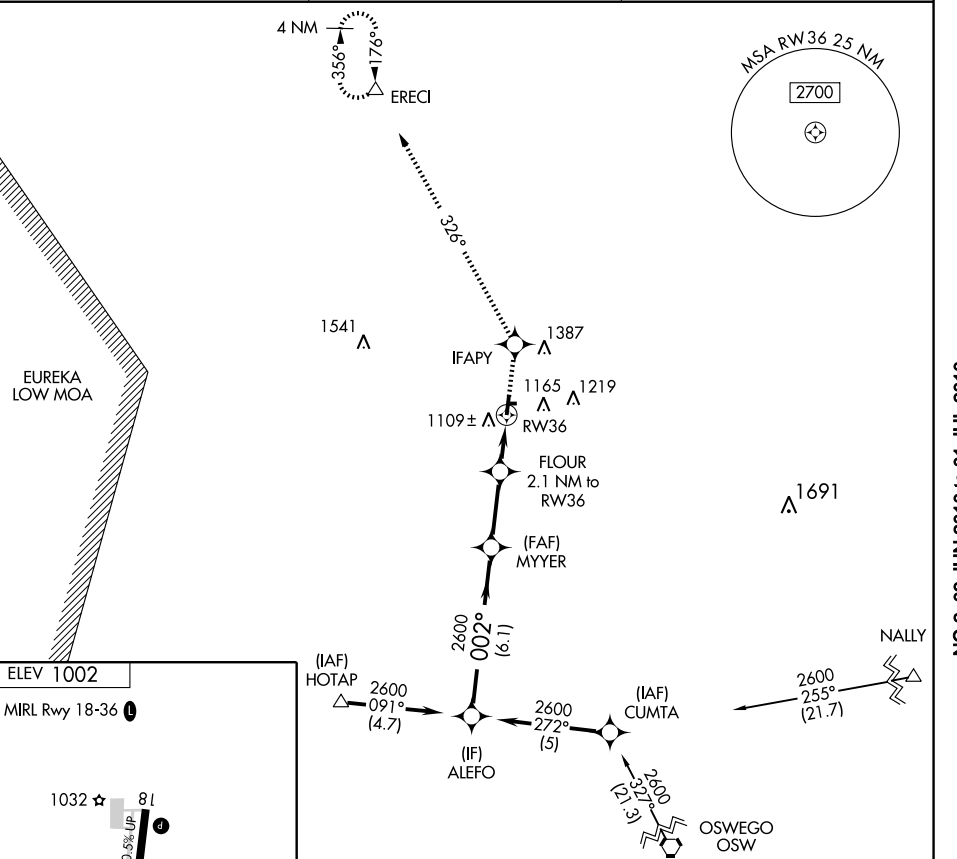 4 NM
356°
176°
ERECI
MSA RW36 25 NM
2700
326°
1541
IFAPY
1387
EUREKA
LOW MOA
1165
1219
1109±
RW36
FLOUR
2.1 NM to
RW36
1691
(FAF)
MYYER
2600
002°
(6.1)
NALLY
2600
255°
(21.7)
(IAF)
HOTAP
2600
091°
(4.7)
(IF)
ALEFO
2600
272°
(5)
(IAF)
CUMTA
2600
327°
(21.3)
OSWEGO
OSW
ELEV 1002
MIRL Rwy 18-36 L
1032
18
P
0.5% UP